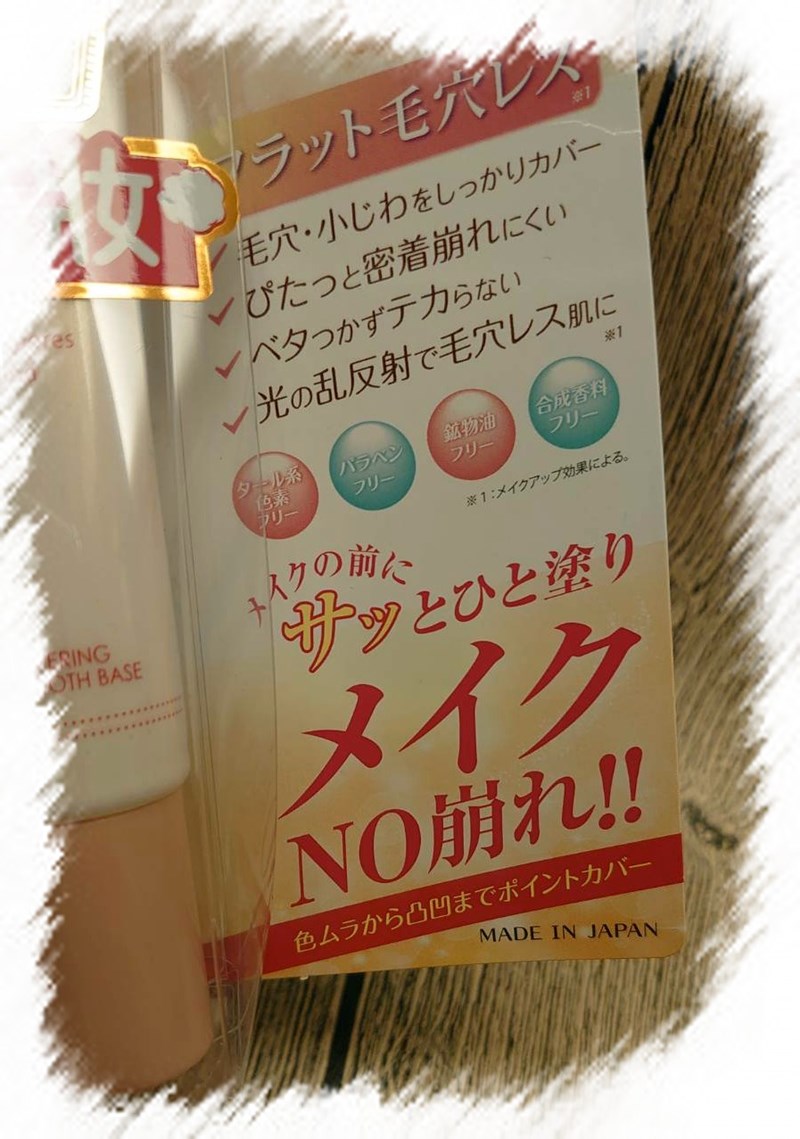 フラット毛穴レス
※1
妝
毛穴・小じわをしっかりカバー
ぴたっと密着崩れにくい
ベタつかずテカらない
光の乱反射で毛穴レス肌に
※1
タール系
色素
フリー
パラベン
フリー
鉱物油
フリー
合成香料
フリー
※1:メイクアップ効果による。
マスクの前に
サッとひと塗り
メイク
NO崩れ!!
色ムラから凸凹までポイントカバー
MADE IN JAPAN
BASE